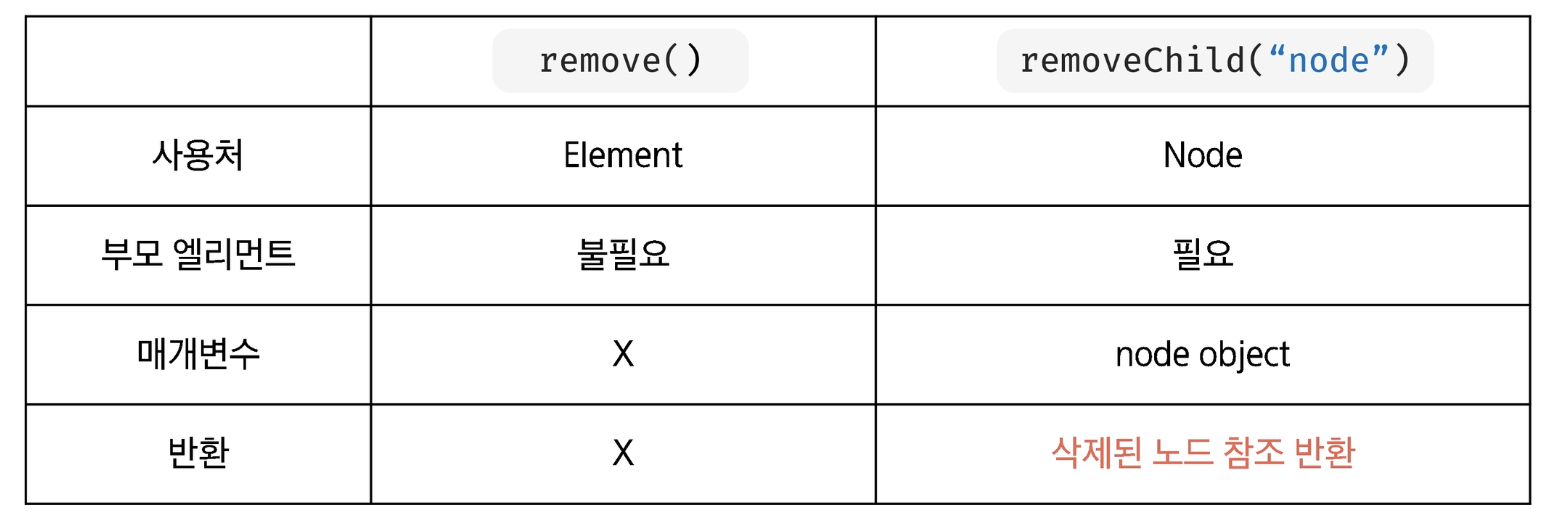 remove()
removeChild(“node”)
사용처
Element
Node
부모 엘리먼트
불필요
필요
매개변수
X
node object
반환
X
삭제된 노드 참조 반환